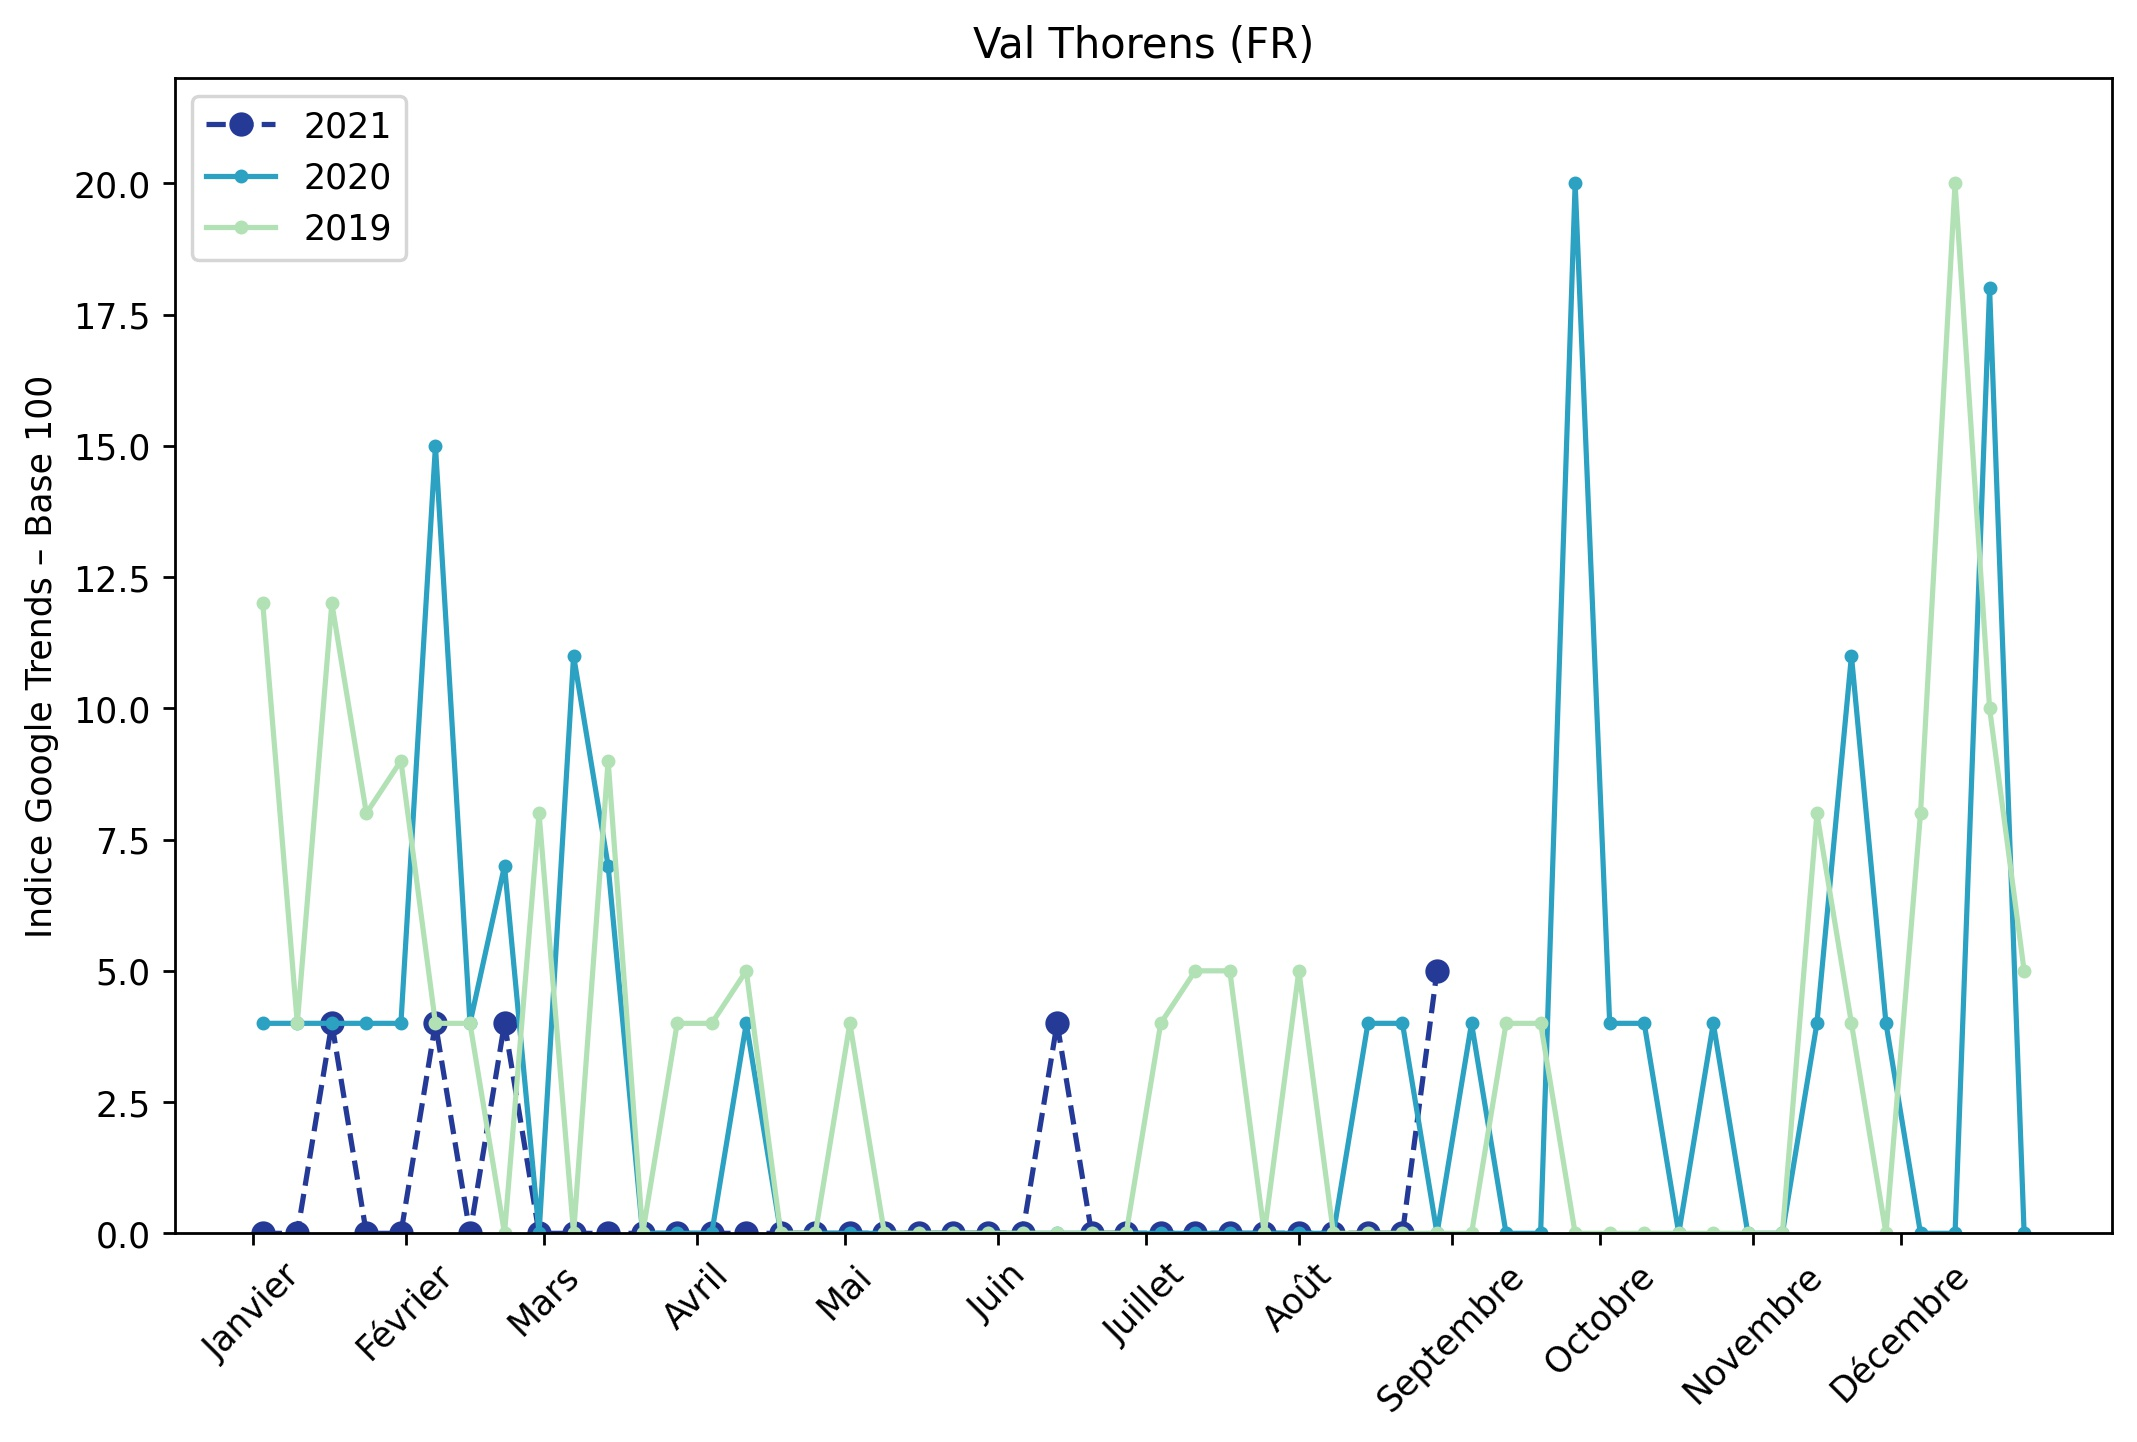 Val Thorens (FR)
2021
2020
2019
Indice Google Trends – Base 100
20.0
17.5
15.0
12.5
10.0
7.5
5.0
2.5
0.0
Janvier
Février
Mars
Avril
Mai
Juin
Juillet
Août
Septembre
Octobre
Novembre
Décembre